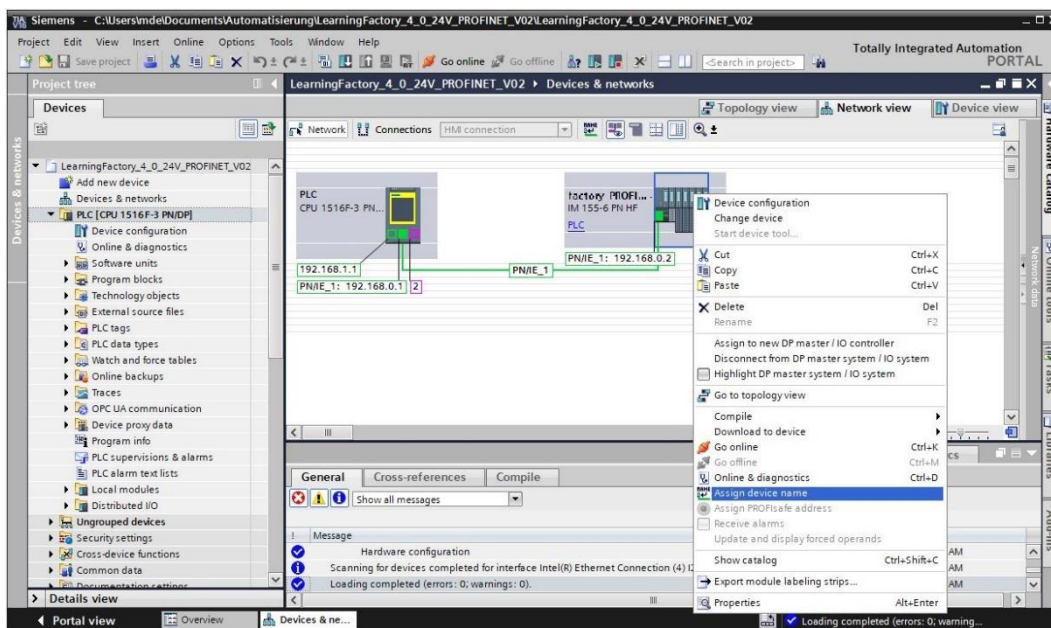 Siemens - C:\Users\mde\Documents\Automatisierung\LearningFactory_4_0_24V_PROFINET_V02\LearningFactory_4_0_24V_PROFINET_V02
Project Edit View Insert Online Options Tools Window Help
Totally Integrated Automation
PORTAL
Save project Go online Go offline <Search in project>
Project tree
LearningFactory_4_0_24V_PROFINET_V02 ▸ Devices & networks
Devices
Topology view Network view Device view
Network Connections HMI connection
Devices & networks
LearningFactory_4_0_24V_PROFINET_V02
Add new device
Devices & networks
PLC [CPU 1516F-3 PN/DP]
Device configuration
Online & diagnostics
Software units
Program blocks
Technology objects
External source files
PLC tags
PLC data types
Watch and force tables
Online backups
Traces
OPC UA communication
Device proxy data
Program info
PLC supervisions & alarms
PLC alarm text lists
Local modules
Distributed I/O
Ungrouped devices
Security settings
Cross-device functions
Common data
Documentation settings
Details view
PLC
CPU 1516F-3 PN...
192.168.1.1
PN/IE_1: 192.168.0.1 2
PN/IE_1
factory PROFI...
IM 155-6 PN HF
PLC
PN/IE_1: 192.168.0.2
Device configuration
Change device
Start device tool...
Cut Ctrl+X
Copy Ctrl+C
Paste Ctrl+V
Delete Del
Rename F2
Assign to new DP master / IO controller
Disconnect from DP master system / IO system
Highlight DP master system / IO system
Go to topology view
Compile
Download to device
Go online Ctrl+K
Go offline Ctrl+M
Online & diagnostics Ctrl+D
Assign device name
Assign PROFIsafe address
Receive alarms
Update and display forced operands
Show catalog Ctrl+Shift+C
Export module labeling strips...
Properties Alt+Enter
General Cross-references Compile
Show all messages
! Message
Hardware configuration AM
Scanning for devices completed for interface Intel(R) Ethernet Connection (4) AM
Loading completed (errors: 0; warnings: 0). AM
Hardware Catalog
Online tools
Tasks
Libraries
Add-ins
Network data
Portal view Overview Devices & ne... Loading completed (errors: 0; warning...